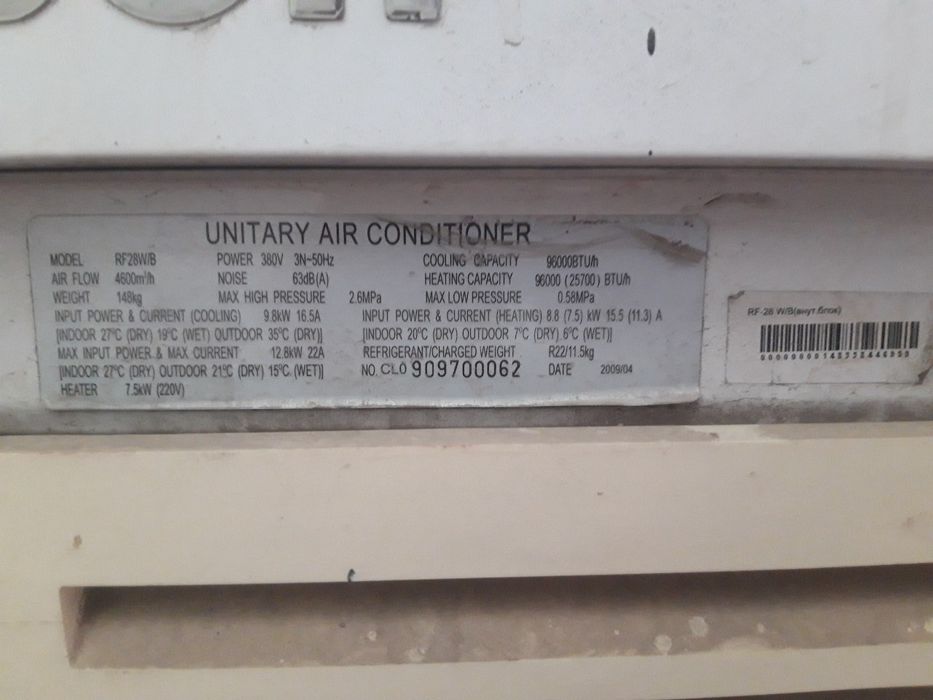 UNITARY AIR CONDITIONER
MODEL RF28W/B POWER 380V 3N~50Hz COOLING CAPACITY 96000BTU/h
AIR FLOW 4600m³/h NOISE 63dB(A) HEATING CAPACITY 96000 (25700) BTU/h
WEIGHT 148kg MAX HIGH PRESSURE 2.6MPa MAX LOW PRESSURE 0.58MPa
INPUT POWER & CURRENT (COOLING) 9.8kW 16.5A INPUT POWER & CURRENT (HEATING) 8.8 (7.5) kW 15.5 (11.3) A
[INDOOR 27℃ (DRY) 19℃ (WET) OUTDOOR 35℃ (DRY)] [INDOOR 20℃ (DRY) OUTDOOR 7℃ (DRY) 6℃ (WET)]
MAX INPUT POWER & MAX CURRENT 12.8kW 22A REFRIGERANT/CHARGED WEIGHT R22/11.5kg
[INDOOR 27℃ (DRY) OUTDOOR 21℃ (DRY) 15℃ (WET)] NO. CL0 909700062 DATE 2009/04
HEATER 7.5kW (220V)
RF-28 W/B(внут.блок)